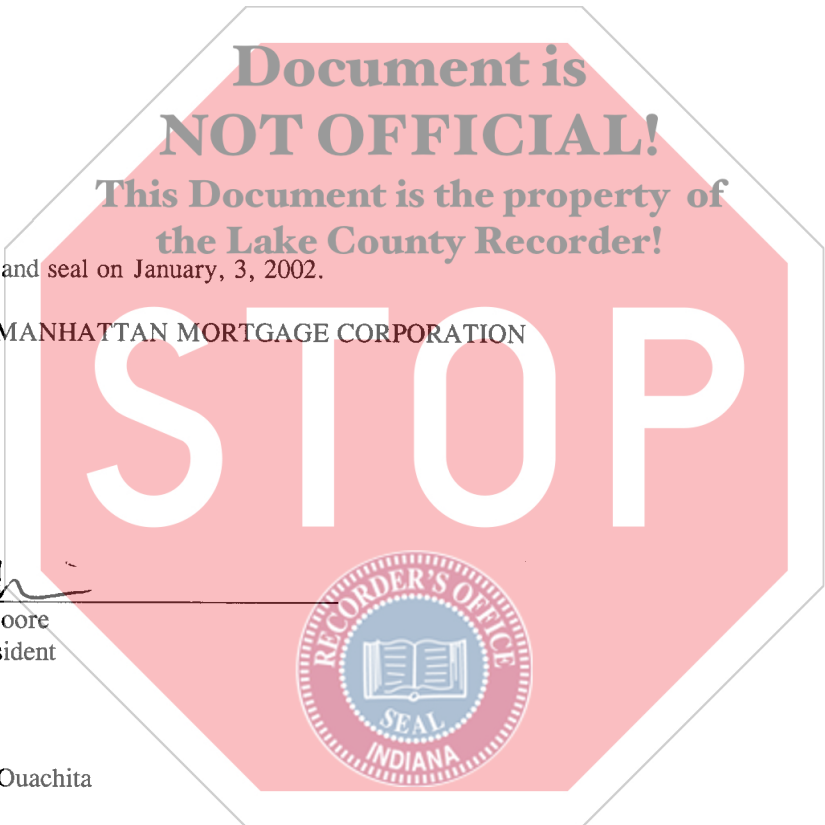 Document is
NOT OFFICIAL!
This Document is the property of
the Lake County Recorder!
and seal on January, 3, 2002.
MANHATTAN MORTGAGE CORPORATION
STOP
oore
sident
RECORDER'S OFFICE
SEAL
INDIANA
Ouachita